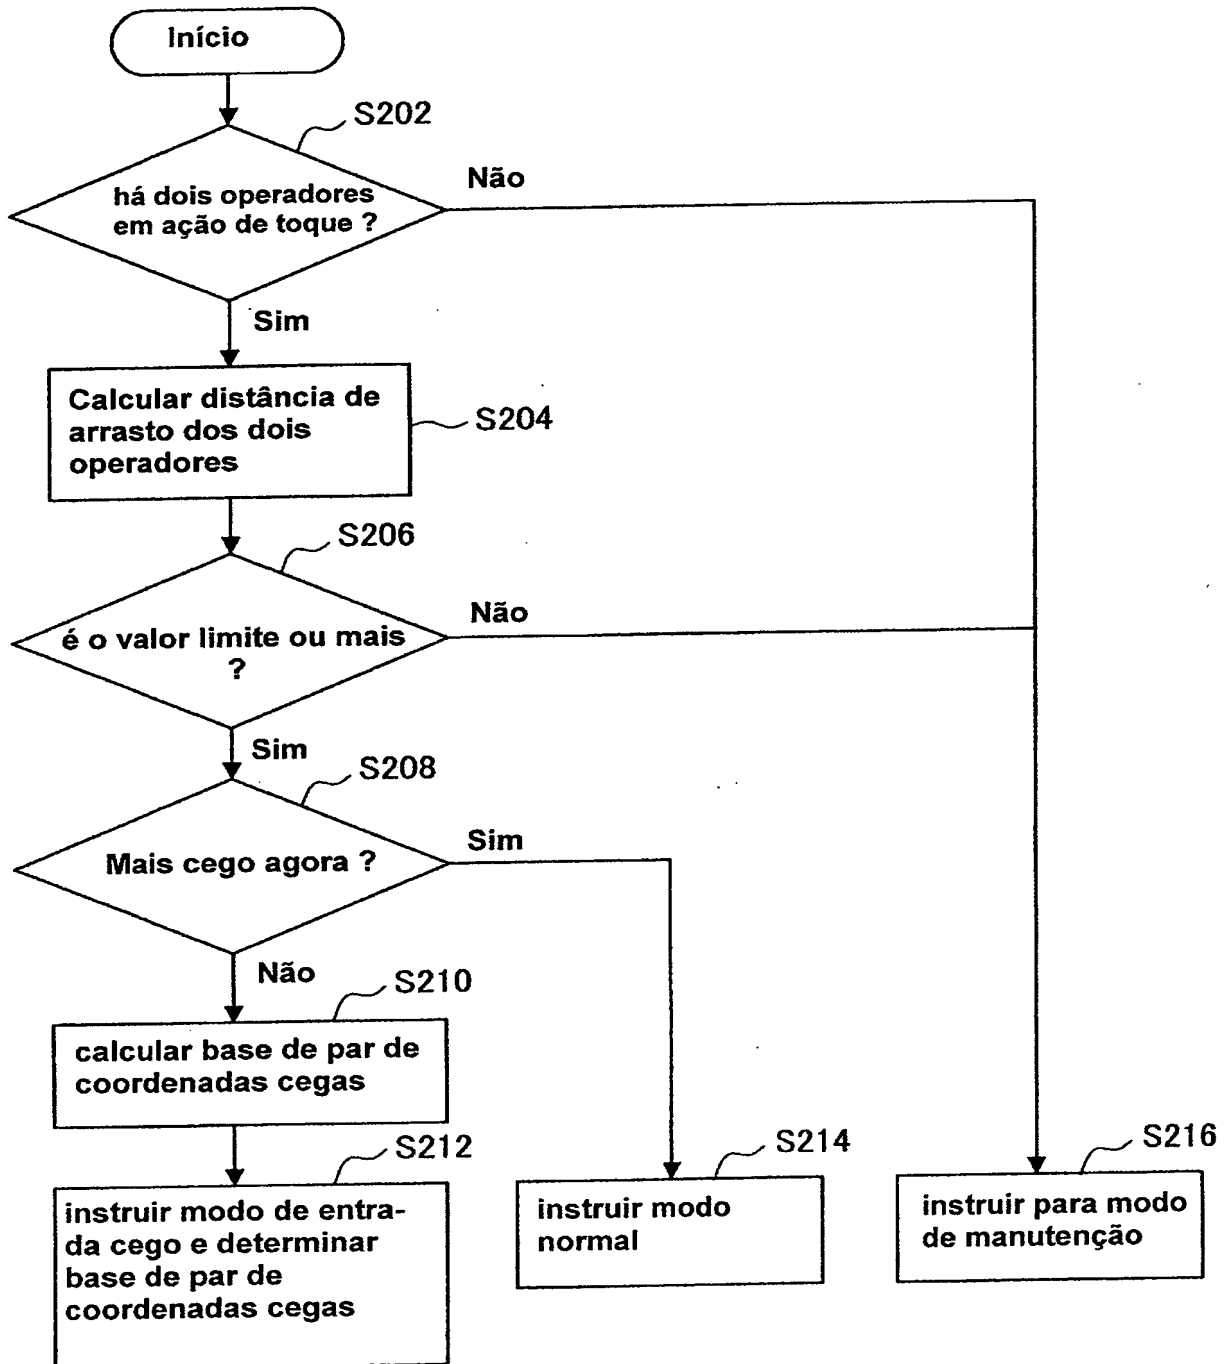 Início
S202
Não
há dois operadores
em ação de toque ?
Sim
Calcular distância de
arrasto dos dois
operadores
S204
S206
Não
é o valor limite ou mais
?
Sim
S208
Sim
Mais cego agora ?
Não
S210
calcular base de par de
coordenadas cegas
S212
instruir modo de entra-
da cego e determinar
base de par de
coordenadas cegas
S214
instruir modo
normal
S216
instruir para modo
de manutenção